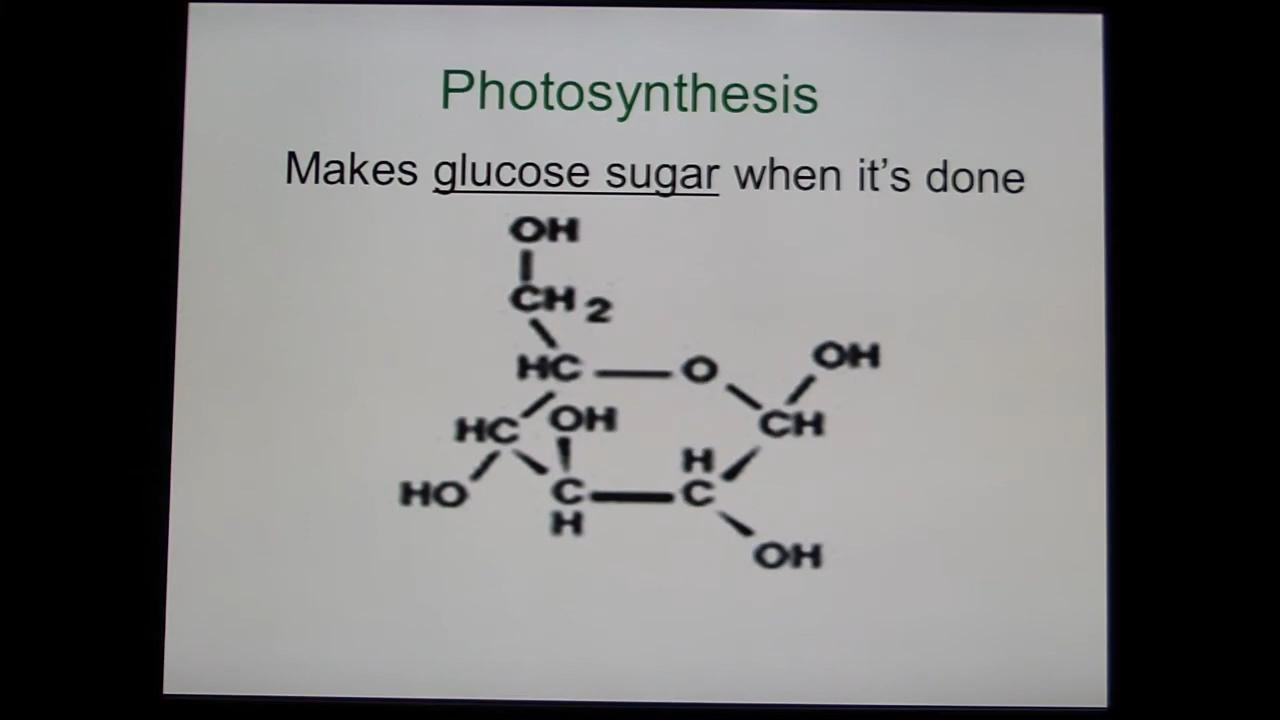 Photosynthesis
Makes glucose sugar when it's done
OH
CH2
HC O OH
HC OH CH
H
HO C C
H
OH